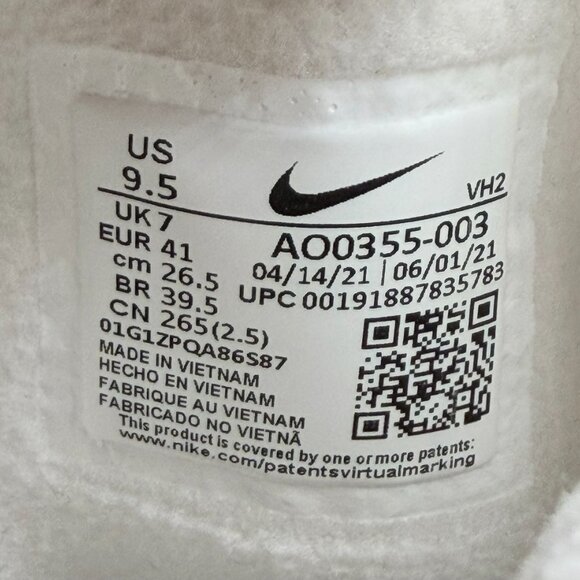 US
9.5
VH2
UK 7
EUR 41
cm 26.5
BR 39.5
CN 265(2.5)
AO0355-003
04/14/21 | 06/01/21
UPC 00191887835783
01G1ZPQA86S87
MADE IN VIETNAM
HECHO EN VIETNAM
FABRIQUE AU VIETNAM
FABRICADO NO VIETNÃ
This product is covered by one or more patents:
www.nike.com/patentsvirtualmarking